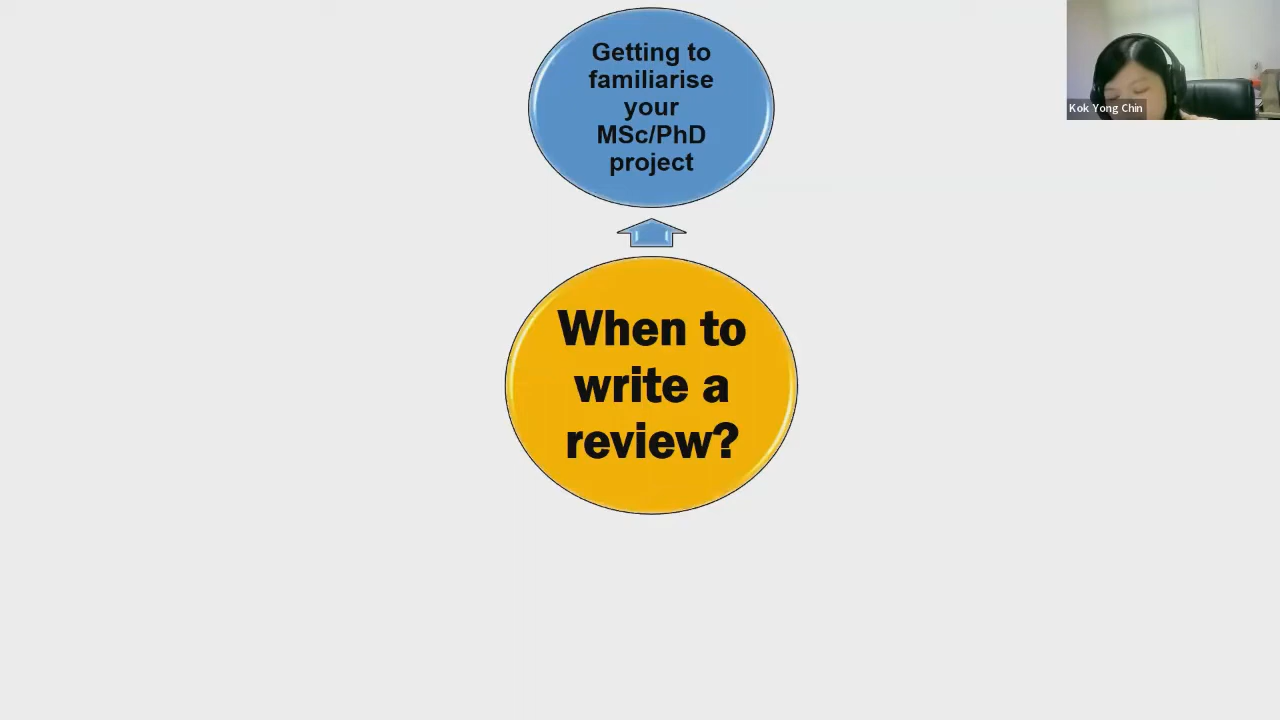 Getting to
familiarise
your
MSc/PhD
project
Kok Yong Chin
When to
write a
review?